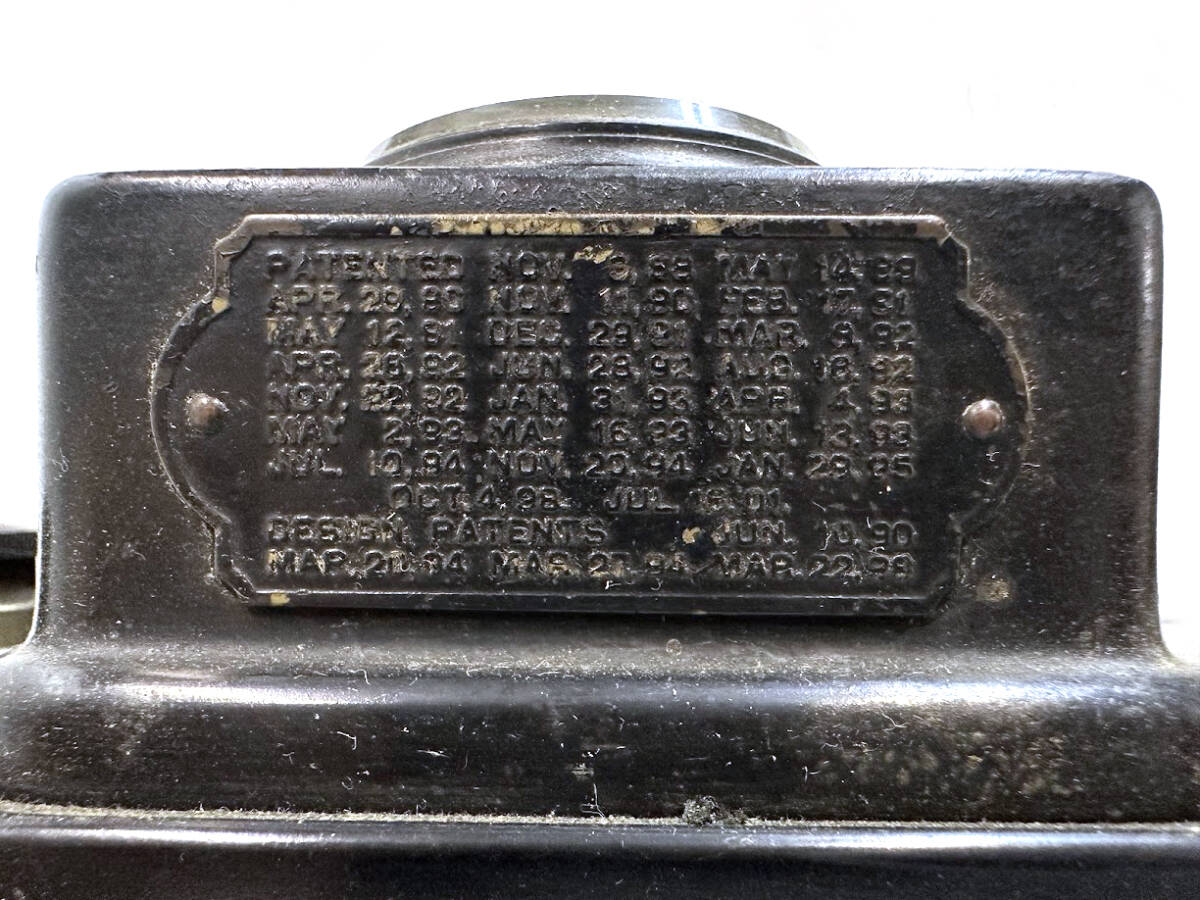 PATENTED NOV. 6,88 MAY 14,89
APR. 29,90 NOV. 11,90 FEB. 17,91
MAY 12,91 DEC. 29,91 MAR. 8,92
APR. 26,92 JUN. 28,92 AUG. 16,92
NOV. 22,92 JAN. 31,93 APR. 4,93
MAY 2,93 MAY 16,93 JUN. 13,93
JUL. 10,94 NOV. 20,94 JAN. 29,95
OCT. 4,98 JUL. 16,01.
DESIGN PATENTS JUN. 10,90
MAR. 27,94 MAR. 27,94 MAR. 22,98